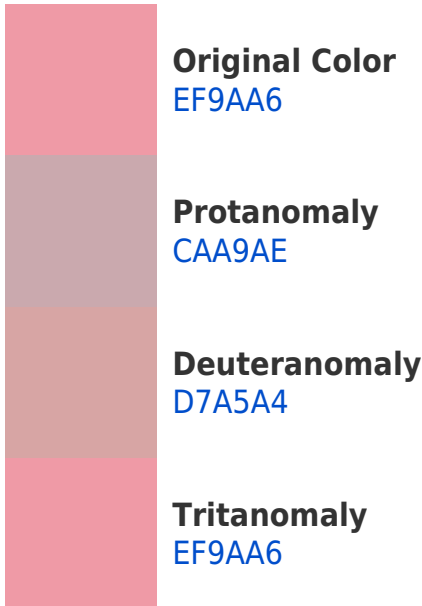 Original Color
EF9AA6
Protanomaly
CAA9AE
Deuteranomaly
D7A5A4
Tritanomaly
EF9AA6